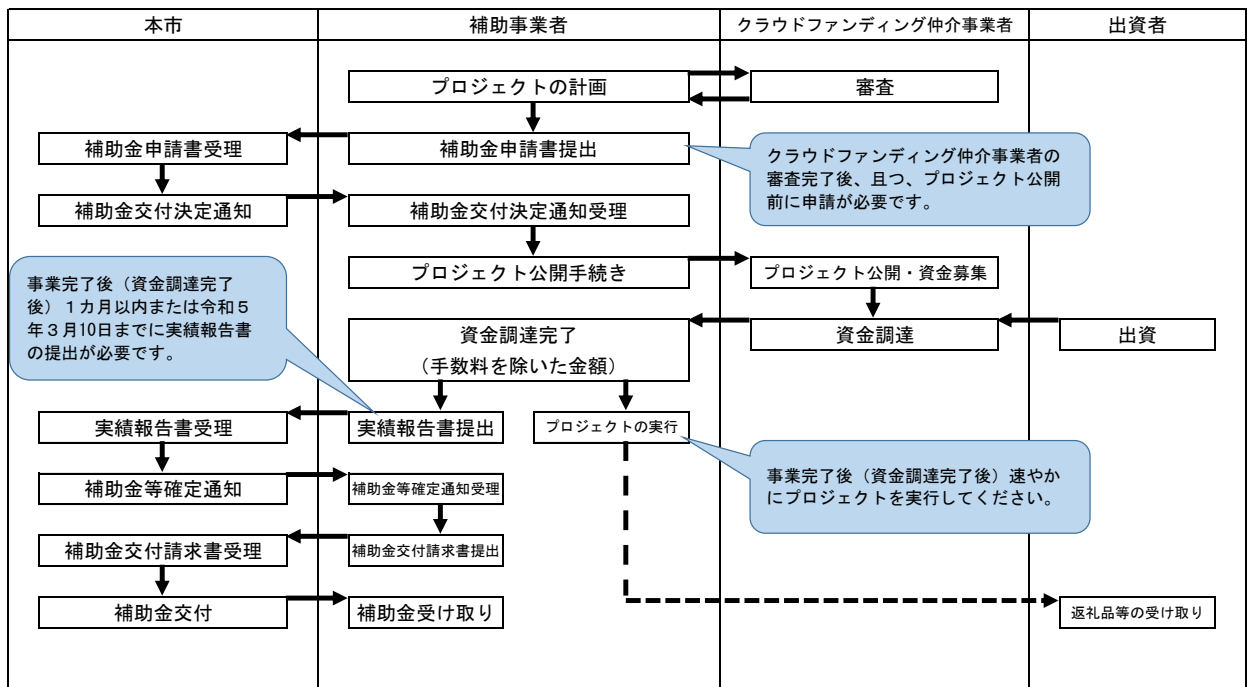 本市
補助事業者
クラウドファンディング仲介事業者
出資者
プロジェクトの計画
審査
補助金申請書受理
補助金申請書提出
クラウドファンディング仲介事業者の
審査完了後、且つ、プロジェクト公開
前に申請が必要です。
補助金交付決定通知
補助金交付決定通知受理
プロジェクト公開手続き
プロジェクト公開・資金募集
事業完了後（資金調達完了
後）１カ月以内または令和５
年３月10日までに実績報告書
の提出が必要です。
資金調達完了
（手数料を除いた金額）
資金調達
出資
実績報告書受理
実績報告書提出
プロジェクトの実行
事業完了後（資金調達完了後）速やか
にプロジェクトを実行してください。
補助金等確定通知
補助金等確定通知受理
補助金交付請求書受理
補助金交付請求書提出
補助金交付
補助金受け取り
返礼品等の受け取り